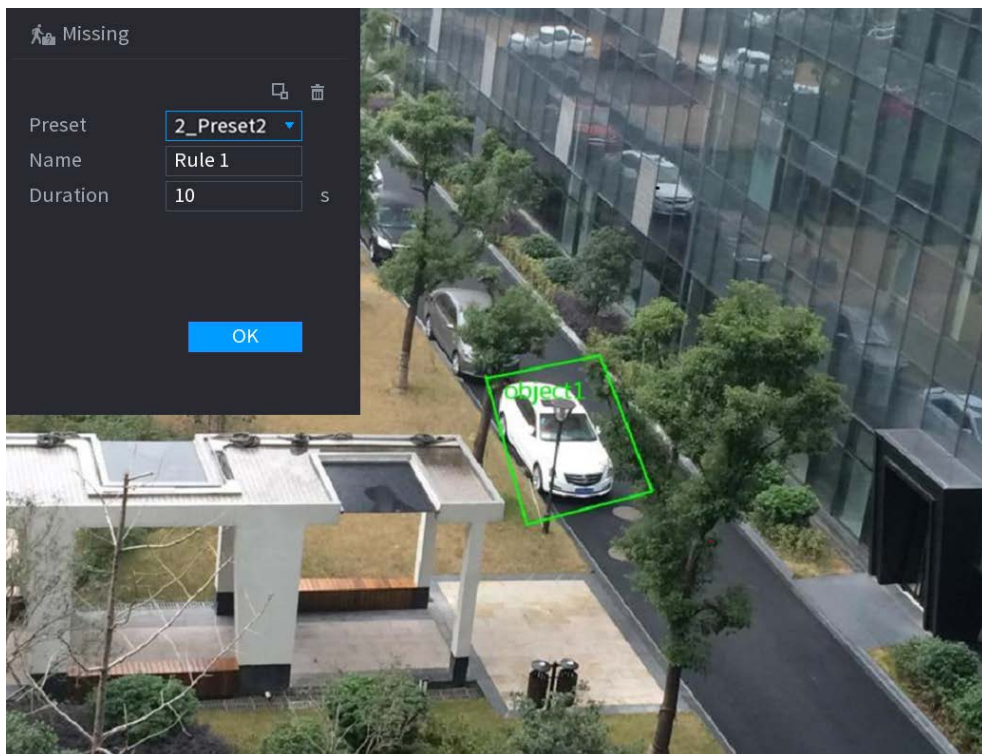 Missing
Preset 2_Preset2
Name Rule 1
Duration 10 s
OK
object1